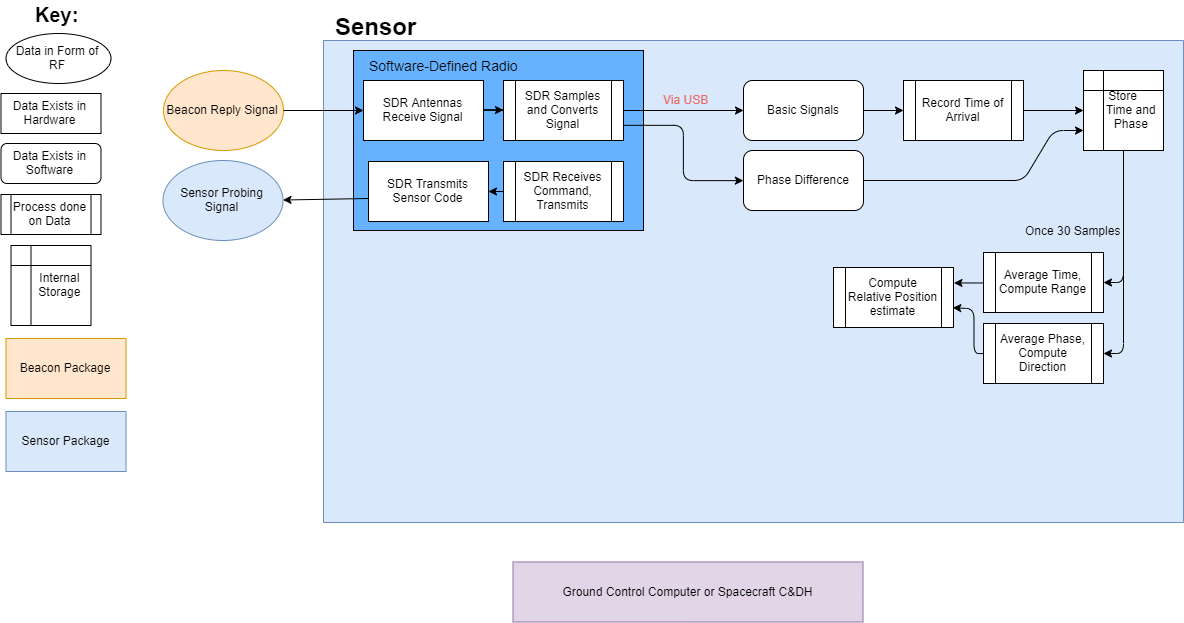 Key:
Data in Form of
RF
Data Exists in
Hardware
Data Exists in
Software
Process done
on Data
Internal
Storage
Beacon Package
Sensor Package
Sensor
Software-Defined Radio
Beacon Reply Signal
SDR Antennas
Receive Signal
SDR Samples
and Converts
Signal
Via USB
Basic Signals
Record Time of
Arrival
Store
Time and
Phase
Sensor Probing
Signal
SDR Transmits
Sensor Code
SDR Receives
Command,
Transmits
Phase Difference
Once 30 Samples
Compute
Relative Position
estimate
Average Time,
Compute Range
Average Phase,
Compute
Direction
Ground Control Computer or Spacecraft C&DH